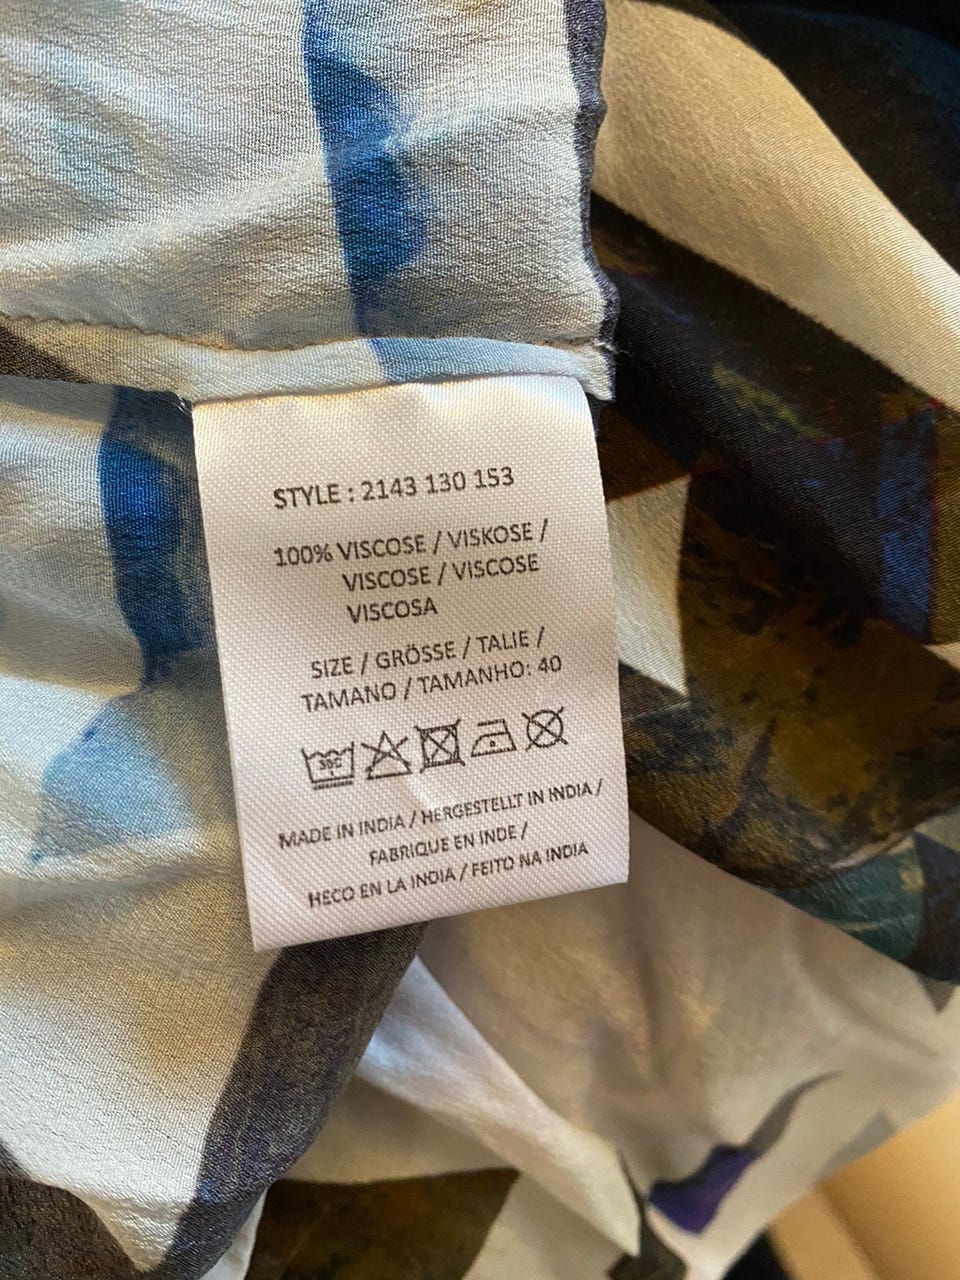 STYLE : 2143 130 153
100% VISCOSE / VISKOSE /
VISCOSE / VISCOSE
VISCOSA
SIZE / GRÖSSE / TALIE /
TAMANO / TAMANHO: 40
30C
MADE IN INDIA / HERGESTELLT IN INDIA /
FABRIQUE EN INDE /
HECO EN LA INDIA / FEITO NA INDIA